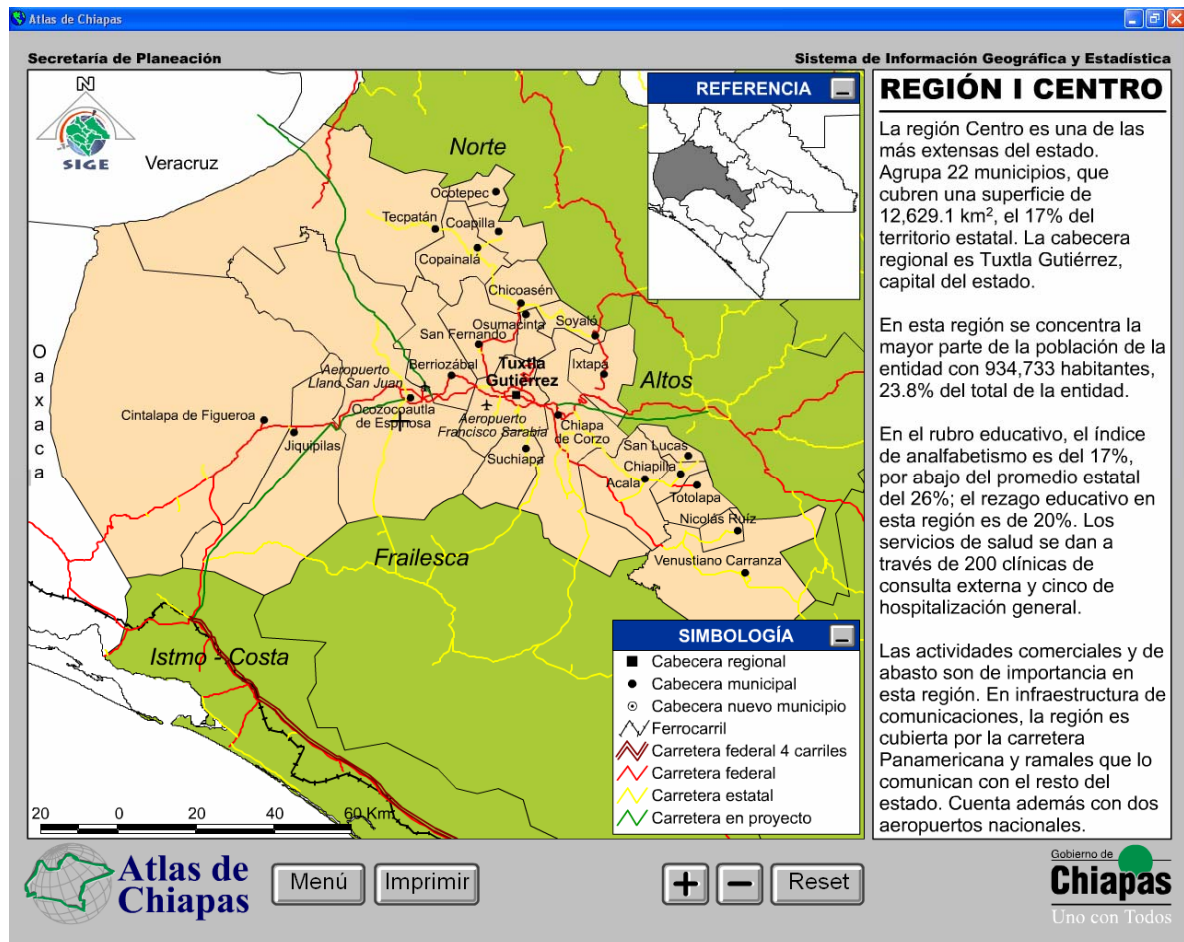 Atlas de Chiapas
Secretaría de Planeación
Sistema de Información Geográfica y Estadística
N
SIGE
Veracruz
Norte
Ocotepec
Tecpatán
Coapilla
Copainalá
Chicoasén
Osumacinta
Soyaló
San Fernando
Aeropuerto
Llano San Juan
Berriozábal
Tuxtla
Gutiérrez
Ixtapa
Altos
Oaxaca
Cintalapa de Figueroa
Jiquipilas
Ocozocoautla
de Espinosa
Aeropuerto
Francisco Sarabia
Chiapa
de Corzo
Suchiapa
San Lucas
Chiapilla
Acala
Totolapa
Nicolás Ruíz
Venustiano Carranza
Frailesca
Istmo - Costa
20 0 20 40 60 Km
REFERENCIA
SIMBOLOGÍA
Cabecera regional
Cabecera municipal
Cabecera nuevo municipio
Ferrocarril
Carretera federal 4 carriles
Carretera federal
Carretera estatal
Carretera en proyecto
REGIÓN I CENTRO
La región Centro es una de las
más extensas del estado.
Agrupa 22 municipios, que
cubren una superficie de
12,629.1 km², el 17% del
territorio estatal. La cabecera
regional es Tuxtla Gutiérrez,
capital del estado.
En esta región se concentra la
mayor parte de la población de la
entidad con 934,733 habitantes,
23.8% del total de la entidad.
En el rubro educativo, el índice
de analfabetismo es del 17%,
por abajo del promedio estatal
del 26%; el rezago educativo en
esta región es de 20%. Los
servicios de salud se dan a
través de 200 clínicas de
consulta externa y cinco de
hospitalización general.
Las actividades comerciales y de
abasto son de importancia en
esta región. En infraestructura de
comunicaciones, la región es
cubierta por la carretera
Panamericana y ramales que lo
comunican con el resto del
estado. Cuenta además con dos
aeropuertos nacionales.
Atlas de
Chiapas
Menú
Imprimir
+
−
Reset
Gobierno de
Chiapas
Uno con Todos